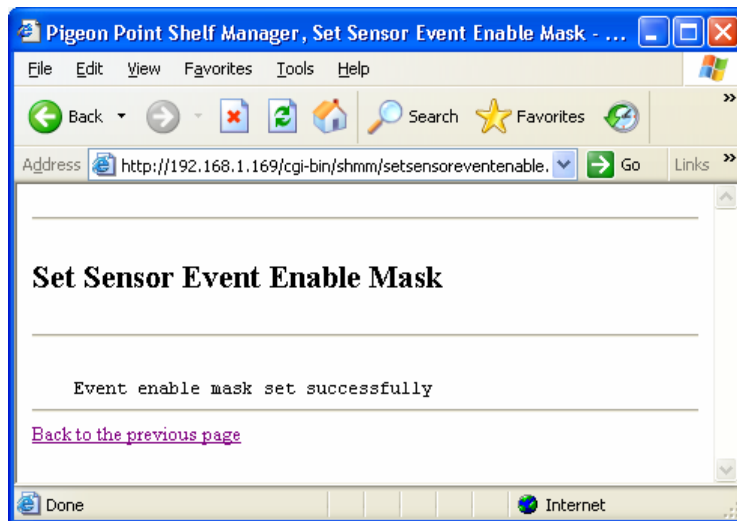 Pigeon Point Shelf Manager, Set Sensor Event Enable Mask - ...
File Edit View Favorites Tools Help
Back Search Favorites »
Address http://192.168.1.169/cgi-bin/shmm/setsensoreventenable. Go Links »
Set Sensor Event Enable Mask
Event enable mask set successfully
Back to the previous page
Done Internet